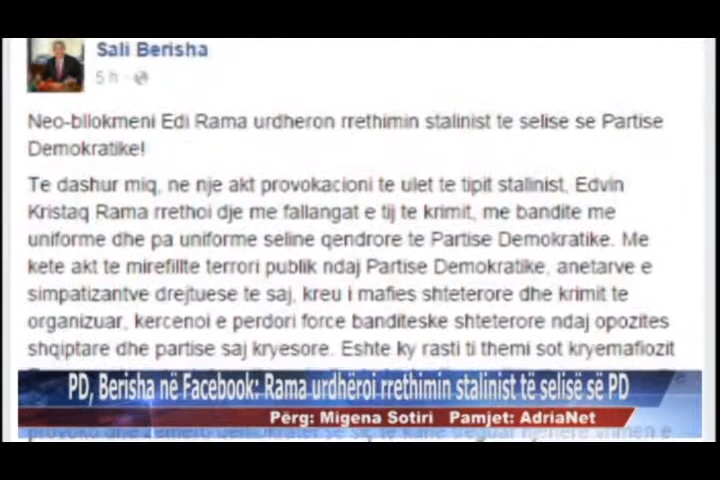 Sali Berisha
5 h
Neo-bllokmeni Edi Rama urdheron rrethimin stalinist te selise se Partise
Demokratike!
Te dashur miq, ne nje akt provokacioni te ulet te tipit stalinist, Edvin
Kristaq Rama rrethoi dje me fallangat e tij te krimit, me bandite me
uniforme dhe pa uniforme seline qendrore te Partise Demokratike. Me
kete akt te mirefillte terrori publik ndaj Partise Demokratike, anetarve e
simpatizantve drejtuese te saj, kreu i mafies shteterore dhe krimit te
organizuar, kercenoi e perdori force banditeske shteterore ndaj opozites
shqiptare dhe partise saj kryesore. Eshte ky rasti ti themi sot kryemafiozit
PD, Berisha në Facebook: Rama urdhëroi rrethimin stalinist të selisë së PD
Përg: Migena Sotiri Pamjet: AdriaNet